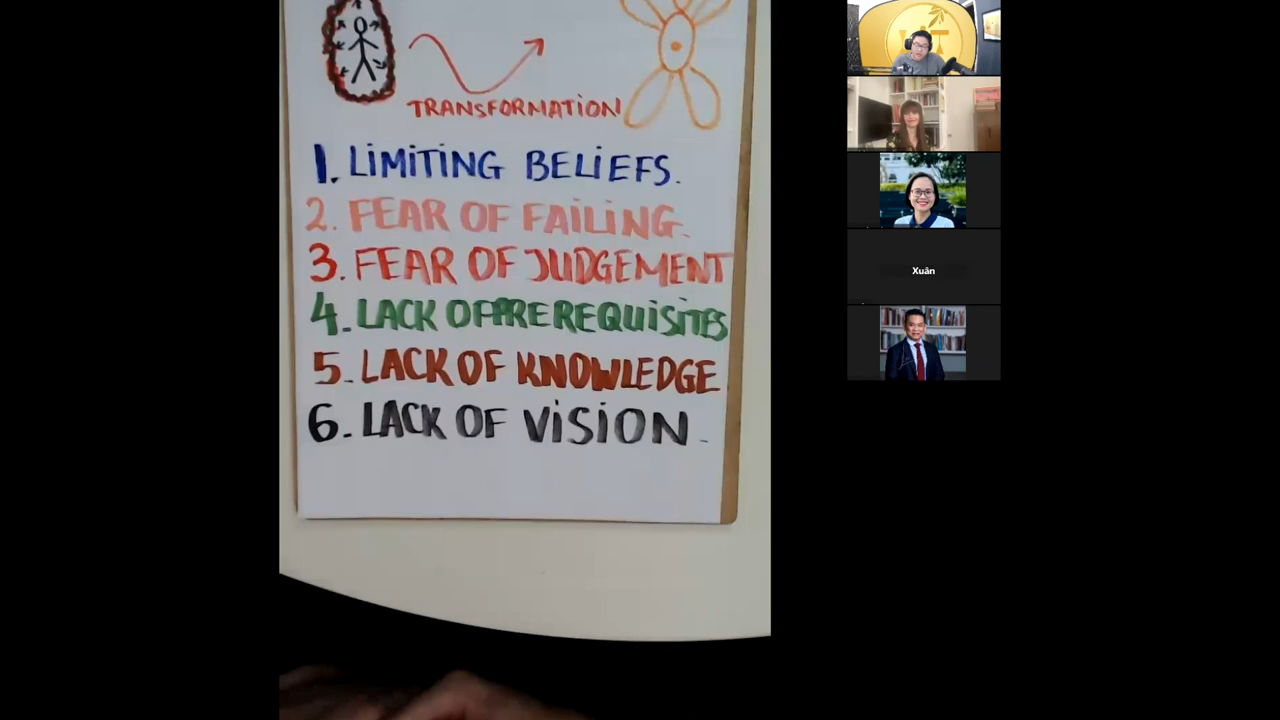 TRANSFORMATION
1. LIMITING BELIEFS.
2. FEAR OF FAILING.
3. FEAR OF JUDGEMENT
4. LACK OF PREREQUISITES
5. LACK OF KNOWLEDGE
6. LACK OF VISION.
Xuân